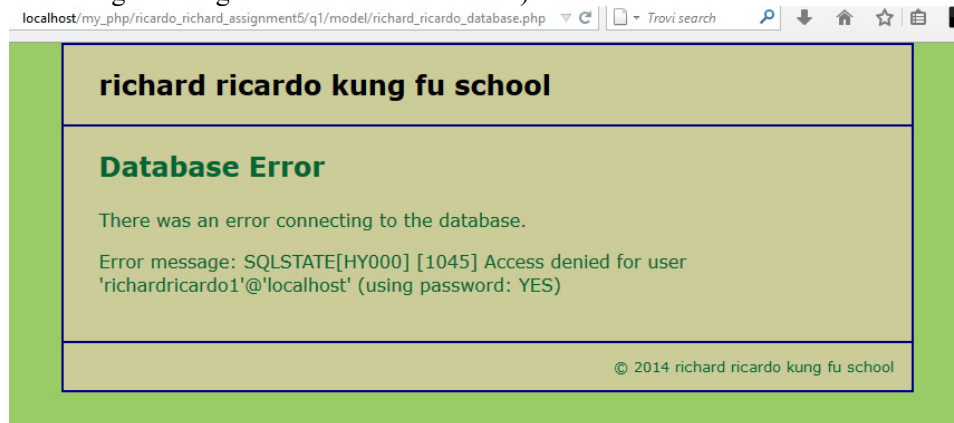 localhost/my_php/ricardo_richard_assignment5/q1/model/richard_ricardo_database.php Trovi search
richard ricardo kung fu school
Database Error
There was an error connecting to the database.
Error message: SQLSTATE[HY000] [1045] Access denied for user
'richardricardo1'@'localhost' (using password: YES)
© 2014 richard ricardo kung fu school